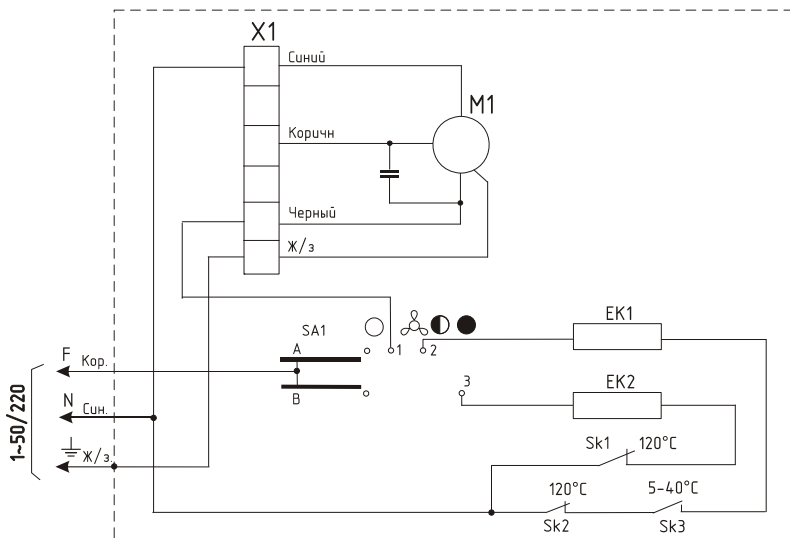 X1
Синий
M1
Коричн
Черный
Ж/з
SA1
EK1
A
1
2
F
Кор.
B
3
EK2
N
Син.
1~50/220
Sk1
120°C
Ж/з.
120°C
5-40°C
Sk2
Sk3